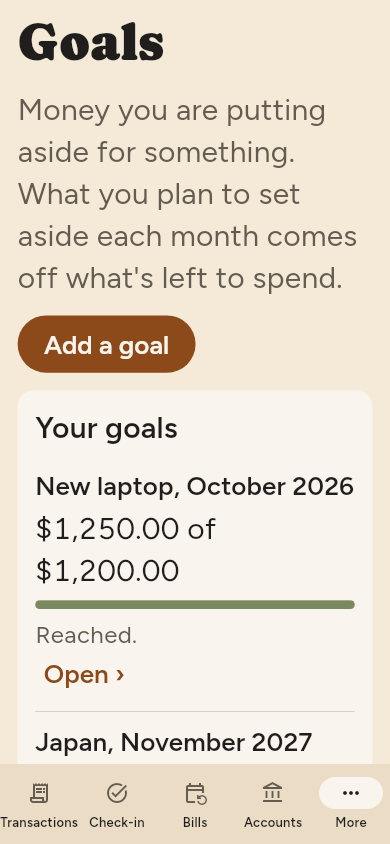 Goals
Money you are putting
aside for something.
What you plan to set
aside each month comes
off what's left to spend.
Add a goal
Your goals
New laptop, October 2026
$1,250.00 of
$1,200.00
Reached.
Open ›
Japan, November 2027
Transactions
Check-in
Bills
Accounts
More